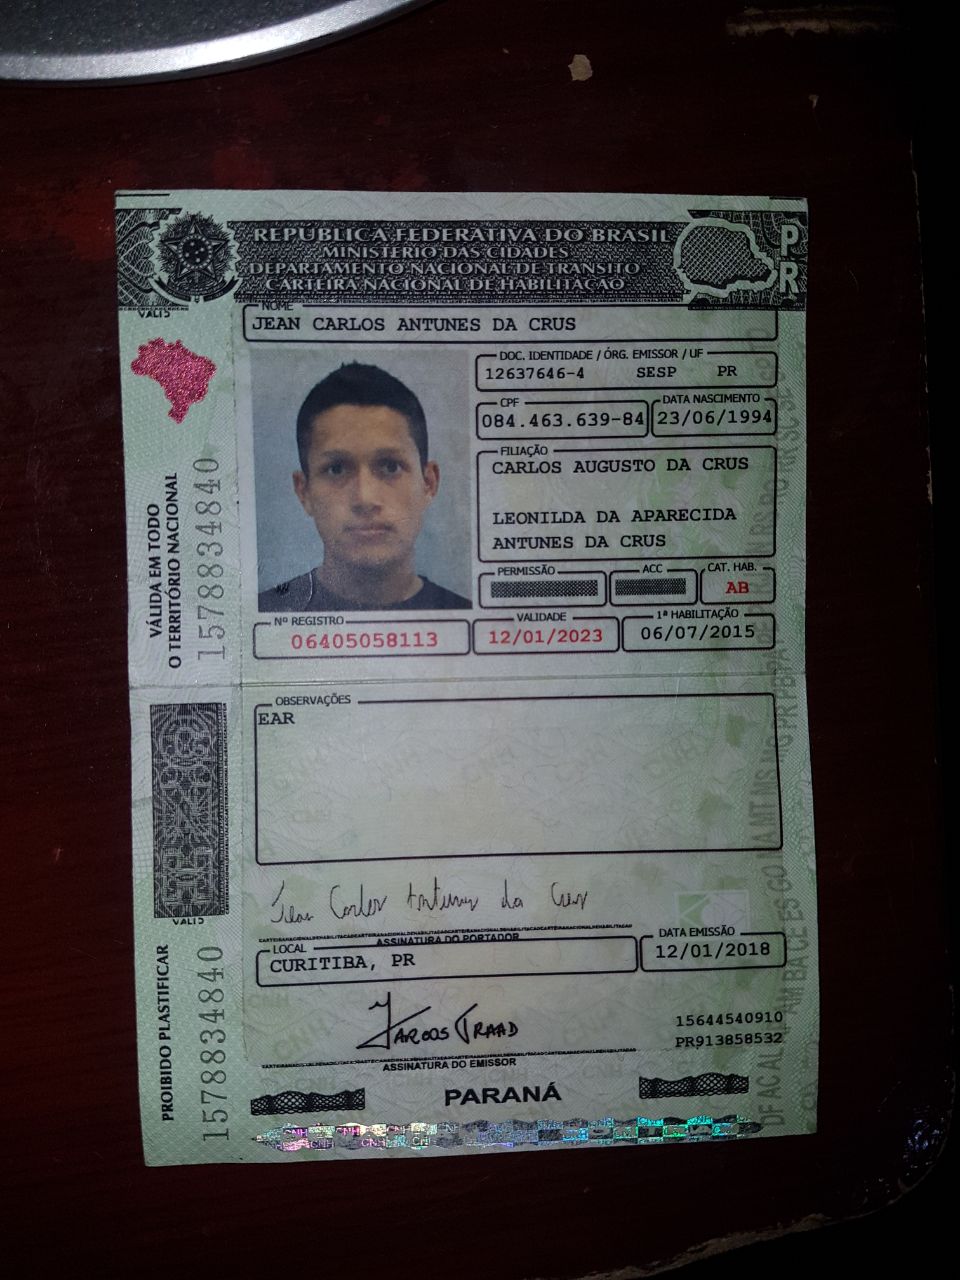 REPÚBLICA FEDERATIVA DO BRASIL
MINISTÉRIO DAS CIDADES
DEPARTAMENTO NACIONAL DE TRÂNSITO
CARTEIRA NACIONAL DE HABILITAÇÃO
PR
NOME
JEAN CARLOS ANTUNES DA CRUS
DOC. IDENTIDADE / ÓRG. EMISSOR / UF
12637646-4 SESP PR
CPF
084.463.639-84
DATA NASCIMENTO
23/06/1994
FILIAÇÃO
CARLOS AUGUSTO DA CRUS
LEONILDA DA APARECIDA
ANTUNES DA CRUS
PERMISSÃO
ACC
CAT. HAB.
AB
Nº REGISTRO
06405058113
VALIDADE
12/01/2023
1ª HABILITAÇÃO
06/07/2015
VÁLIDA EM TODO
O TERRITÓRIO NACIONAL
1578834840
OBSERVAÇÕES
EAR
Jean Carlos Antunes da Crus
ASSINATURA DO PORTADOR
LOCAL
CURITIBA, PR
DATA EMISSÃO
12/01/2018
MARCOS TRAAD
ASSINATURA DO EMISSOR
15644540910
PR913858532
PARANÁ
PROIBIDO PLASTIFICAR
1578834840